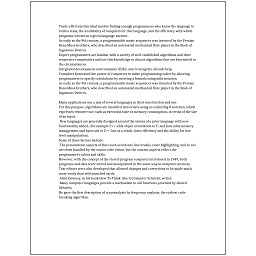 Trade-offs from this ideal involve finding enough programmers who know the language to
build a team, the availability of compilers for that language, and the efficiency with which
programs written in a given language execute.
As early as the 9th century, a programmable music sequencer was invented by the Persian
Banu Musa brothers, who described an automated mechanical flute player in the Book of
Ingenious Devices.
Expert programmers are familiar with a variety of well-established algorithms and their
respective complexities and use this knowledge to choose algorithms that are best suited to
the circumstances.
Integrated development environments (IDEs) aim to integrate all such help.
Compilers harnessed the power of computers to make programming easier by allowing
programmers to specify calculations by entering a formula using infix notation.
As early as the 9th century, a programmable music sequencer was invented by the Persian
Banu Musa brothers, who described an automated mechanical flute player in the Book of
Ingenious Devices.
Many applications use a mix of several languages in their construction and use.
For this purpose, algorithms are classified into orders using so-called Big O notation, which
expresses resource use, such as execution time or memory consumption, in terms of the size
of an input.
New languages are generally designed around the syntax of a prior language with new
functionality added, (for example C++ adds object-orientation to C, and Java adds memory
management and bytecode to C++, but as a result, loses efficiency and the ability for low-
level manipulation).
Some of these factors include:
The presentation aspects of this (such as indents, line breaks, color highlighting, and so on)
are often handled by the source code editor, but the content aspects reflect the
programmer's talent and skills.
However, with the concept of the stored-program computer introduced in 1949, both
programs and data were stored and manipulated in the same way in computer memory.
Text editors were also developed that allowed changes and corrections to be made much
more easily than with punched cards.
Allen Downey, in his book How To Think Like A Computer Scientist, writes:
Many computer languages provide a mechanism to call functions provided by shared
libraries.
He gave the first description of cryptanalysis by frequency analysis, the earliest code-
breaking algorithm.